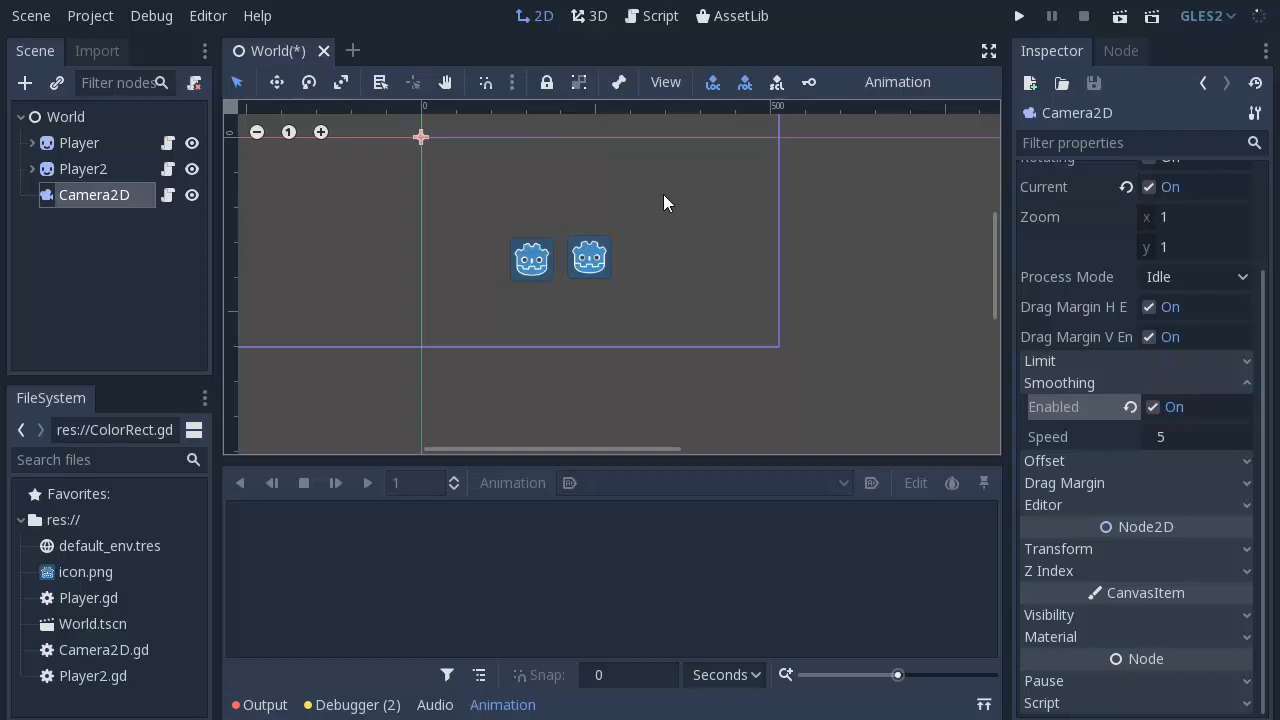 Scene Project Debug Editor Help
2D 3D Script AssetLib
GLES2
Scene Import
Filter nodes
World
Player
Player2
Camera2D
World(*)
View Animation
0 500
0
1
FileSystem
res://ColorRect.gd
Search files
Favorites:
res://
default_env.tres
icon.png
Player.gd
World.tscn
Camera2D.gd
Player2.gd
1 Animation Edit
Snap: 0 Seconds
Output Debugger (2) Audio Animation
Inspector Node
Camera2D
Filter properties
Rotating On
Current On
Zoom x 1
y 1
Process Mode Idle
Drag Margin H E On
Drag Margin V En On
Limit
Smoothing
Enabled On
Speed 5
Offset
Drag Margin
Editor
Node2D
Transform
Z Index
CanvasItem
Visibility
Material
Node
Pause
Script